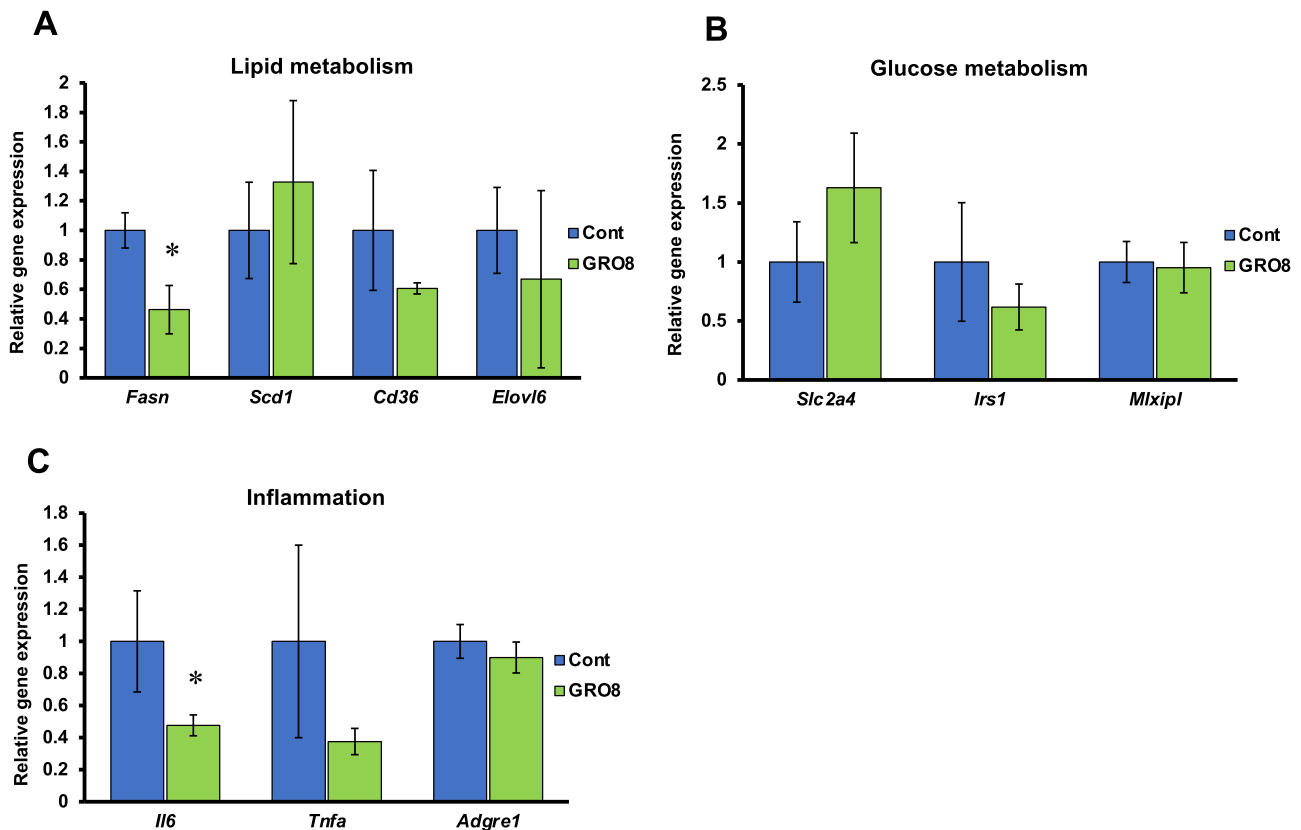 A
Lipid metabolism
Relative gene expression
2
1.8
1.6
1.4
1.2
1
0.8
0.6
0.4
0.2
0
*
Cont
GRO8
Fasn Scd1 Cd36 Elovl6
B
Glucose metabolism
Relative gene expression
2.5
2
1.5
1
0.5
0
Cont
GRO8
Slc2a4 Irs1 Mlxipl
C
Inflammation
Relative gene expression
1.8
1.6
1.4
1.2
1
0.8
0.6
0.4
0.2
0
*
Cont
GRO8
Il6 Tnfa Adgre1